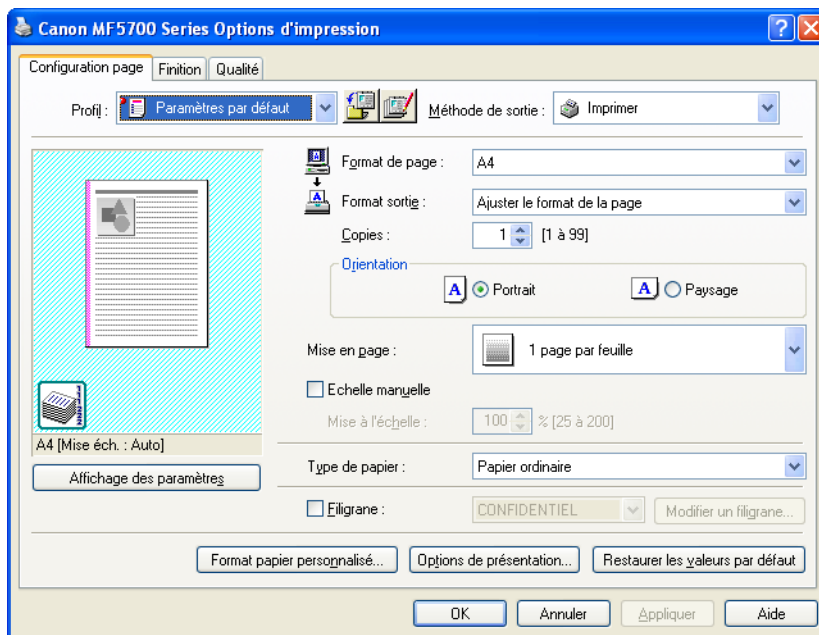 Canon MF5700 Series Options d'impression
Configuration page Finition Qualité
Profil : Paramètres par défaut Méthode de sortie : Imprimer
Format de page : A4
Format sortie : Ajuster le format de la page
Copies : 1 [1 à 99]
Orientation
A Portrait A Paysage
Mise en page : 1 page par feuille
Echelle manuelle
Mise à l'échelle : 100 % [25 à 200]
A4 [Mise éch. : Auto]
Affichage des paramètres
Type de papier : Papier ordinaire
Filigrane : CONFIDENTIEL Modifier un filigrane...
Format papier personnalisé... Options de présentation... Restaurer les valeurs par défaut
OK Annuler Appliquer Aide